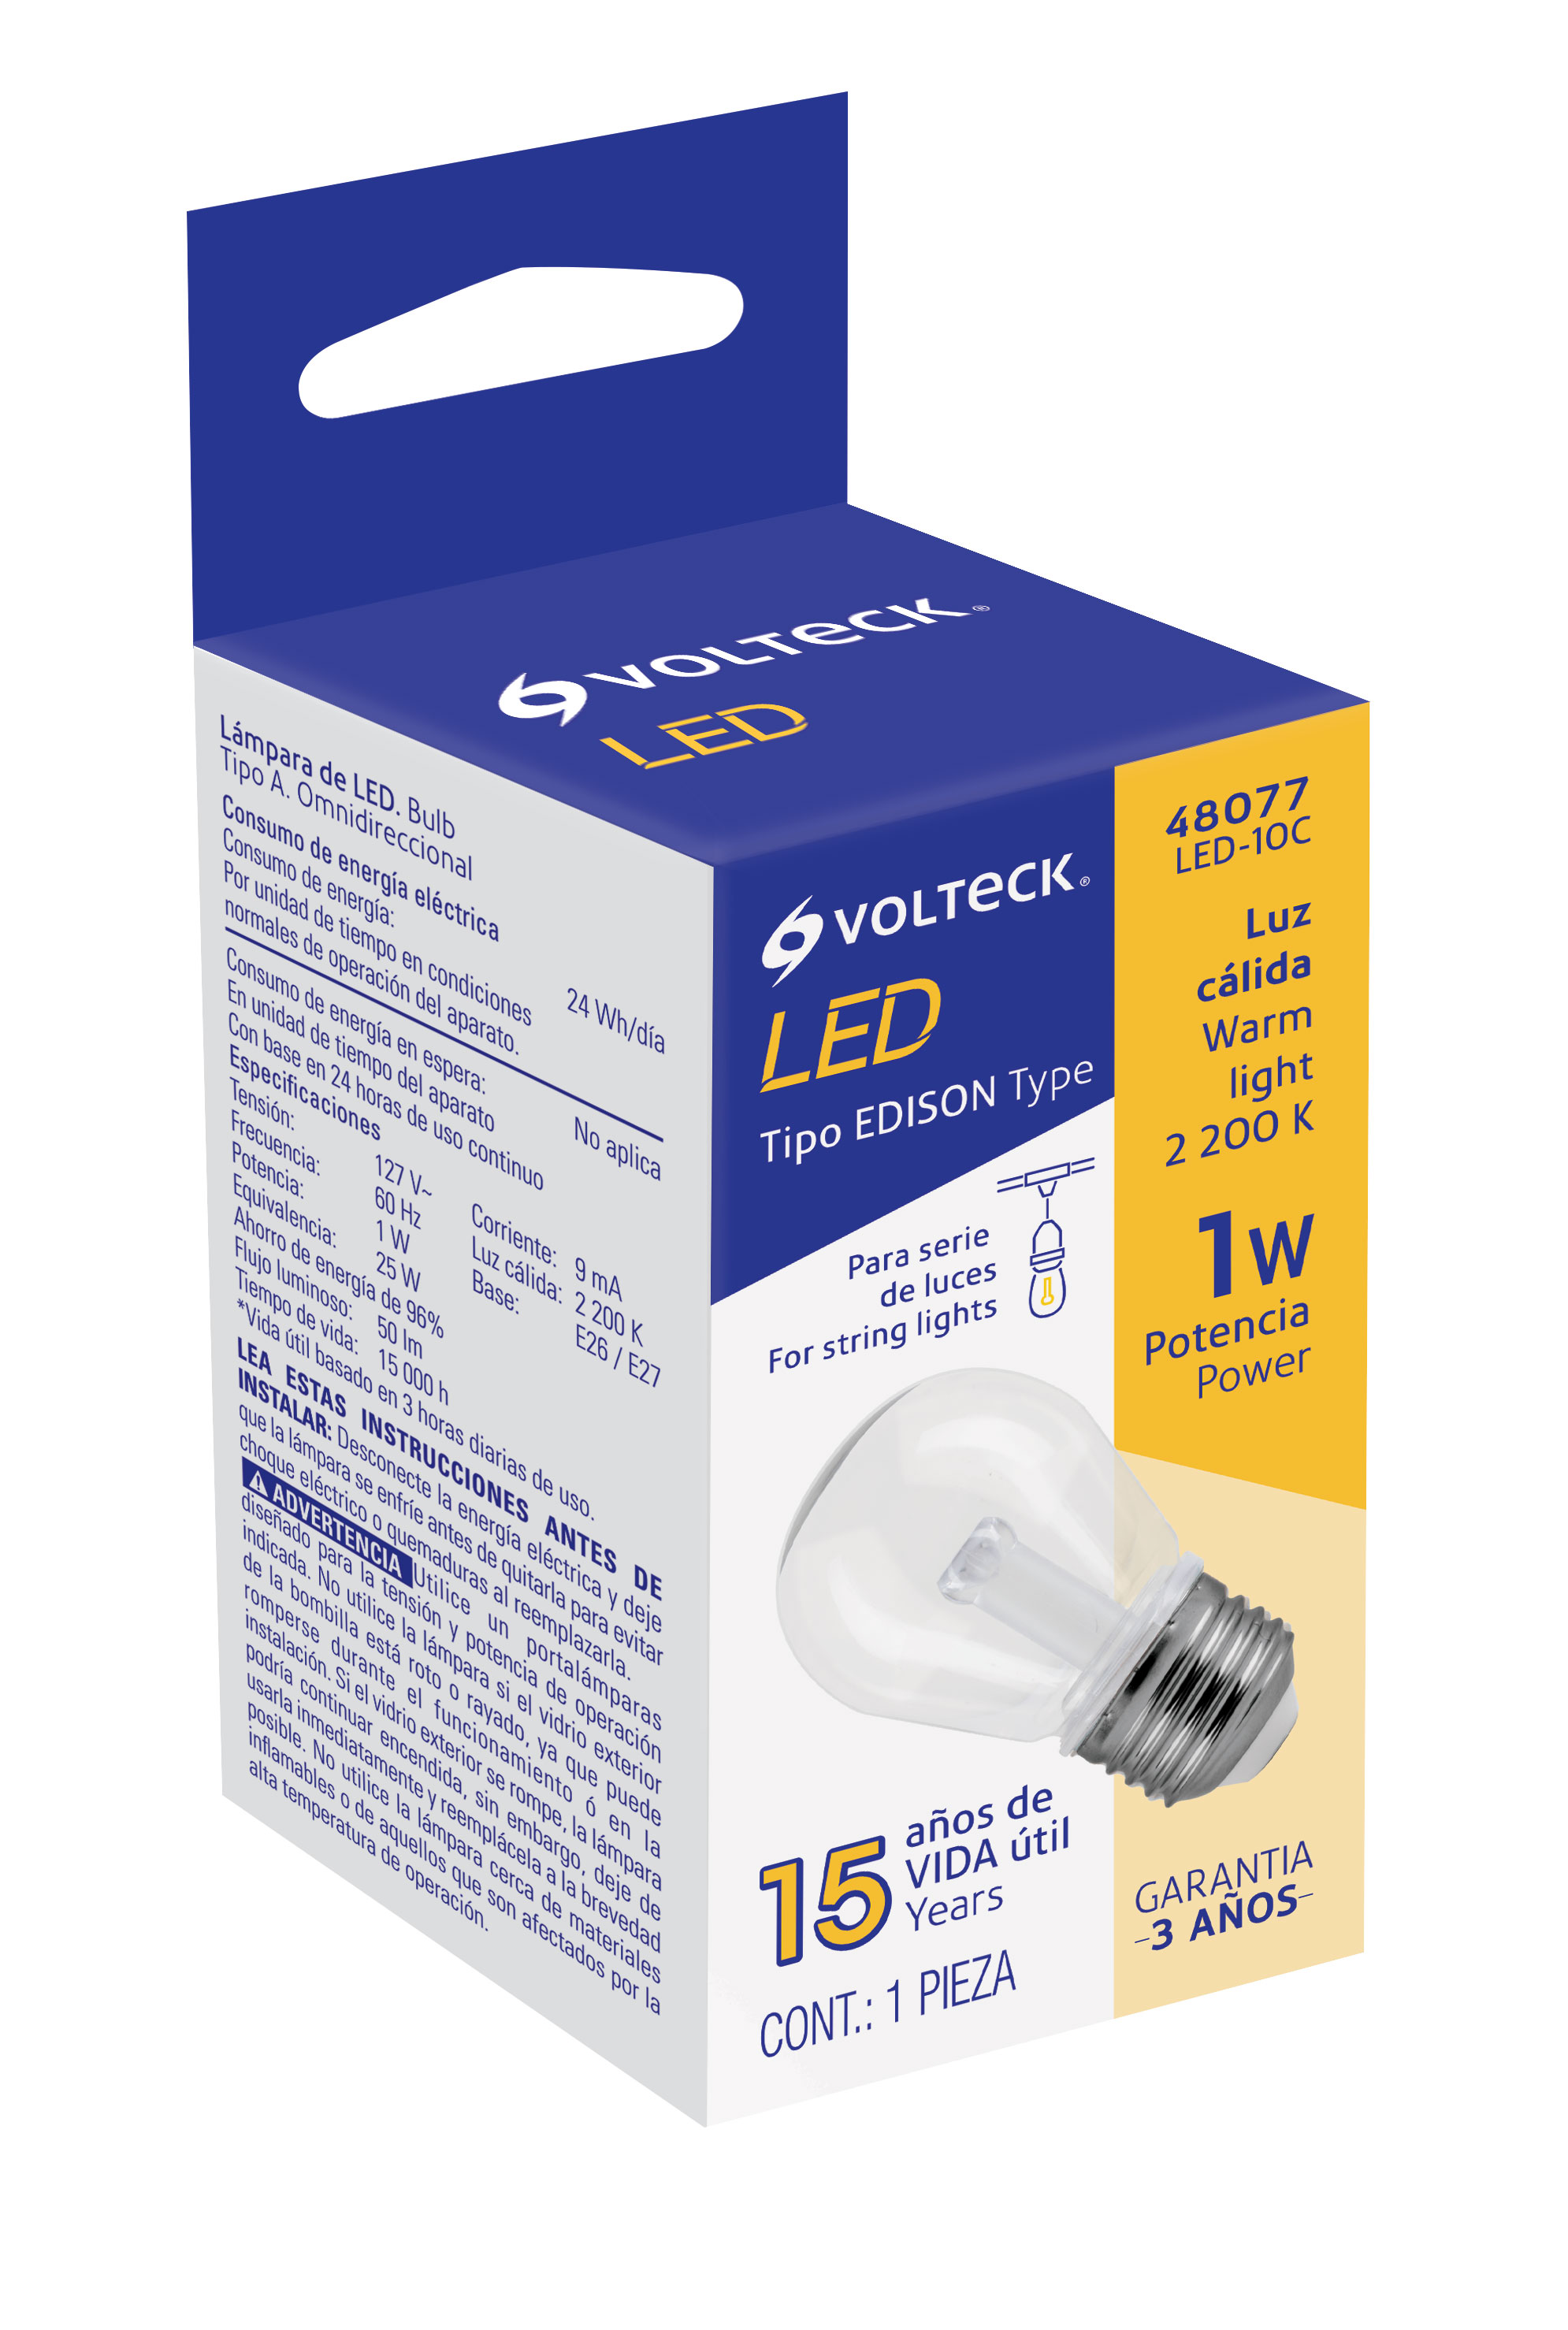 VOLTECK®
LED
Lámpara de LED. Bulb
Tipo A. Omnidireccional
Consumo de energía eléctrica
Consumo de energía:
Por unidad de tiempo en condiciones
normales de operación del aparato.
24 Wh/día
Consumo de energía en espera:
En unidad de tiempo del aparato
Con base en 24 horas de uso continuo
No aplica
Especificaciones
Tensión: 127 V~ Corriente: 9 mA
Frecuencia: 60 Hz Luz cálida: 2 200 K
Potencia: 1 W Base: E26 / E27
Equivalencia: 25 W
Ahorro de energía de 96%
Flujo luminoso: 50 lm
Tiempo de vida: 15 000 h
*Vida útil basado en 3 horas diarias de uso.
LEA ESTAS INSTRUCCIONES ANTES DE
INSTALAR: Desconecte la energía eléctrica y deje
que la lámpara se enfríe antes de quitarla para evitar
choque eléctrico o quemaduras al reemplazarla.
ADVERTENCIA Utilice un portalámparas
diseñado para la tensión y potencia de operación
indicada. No utilice la lámpara si el vidrio exterior
de la bombilla está roto o rayado, ya que puede
romperse durante el funcionamiento ó en la
instalación. Si el vidrio exterior se rompe, la lámpara
podría continuar encendida, sin embargo, deje de
usarla inmediatamente y reemplácela a la brevedad
posible. No utilice la lámpara cerca de materiales
inflamables o de aquellos que son afectados por la
alta temperatura de operación.
VOLTECK®
LED
Tipo EDISON Type
Para serie
de luces
For string lights
15
años de
VIDA útil
Years
CONT.: 1 PIEZA
48077
LED-10C
Luz
cálida
Warm
light
2 200 K
1 W
Potencia
Power
GARANTIA
-3 AÑOS-